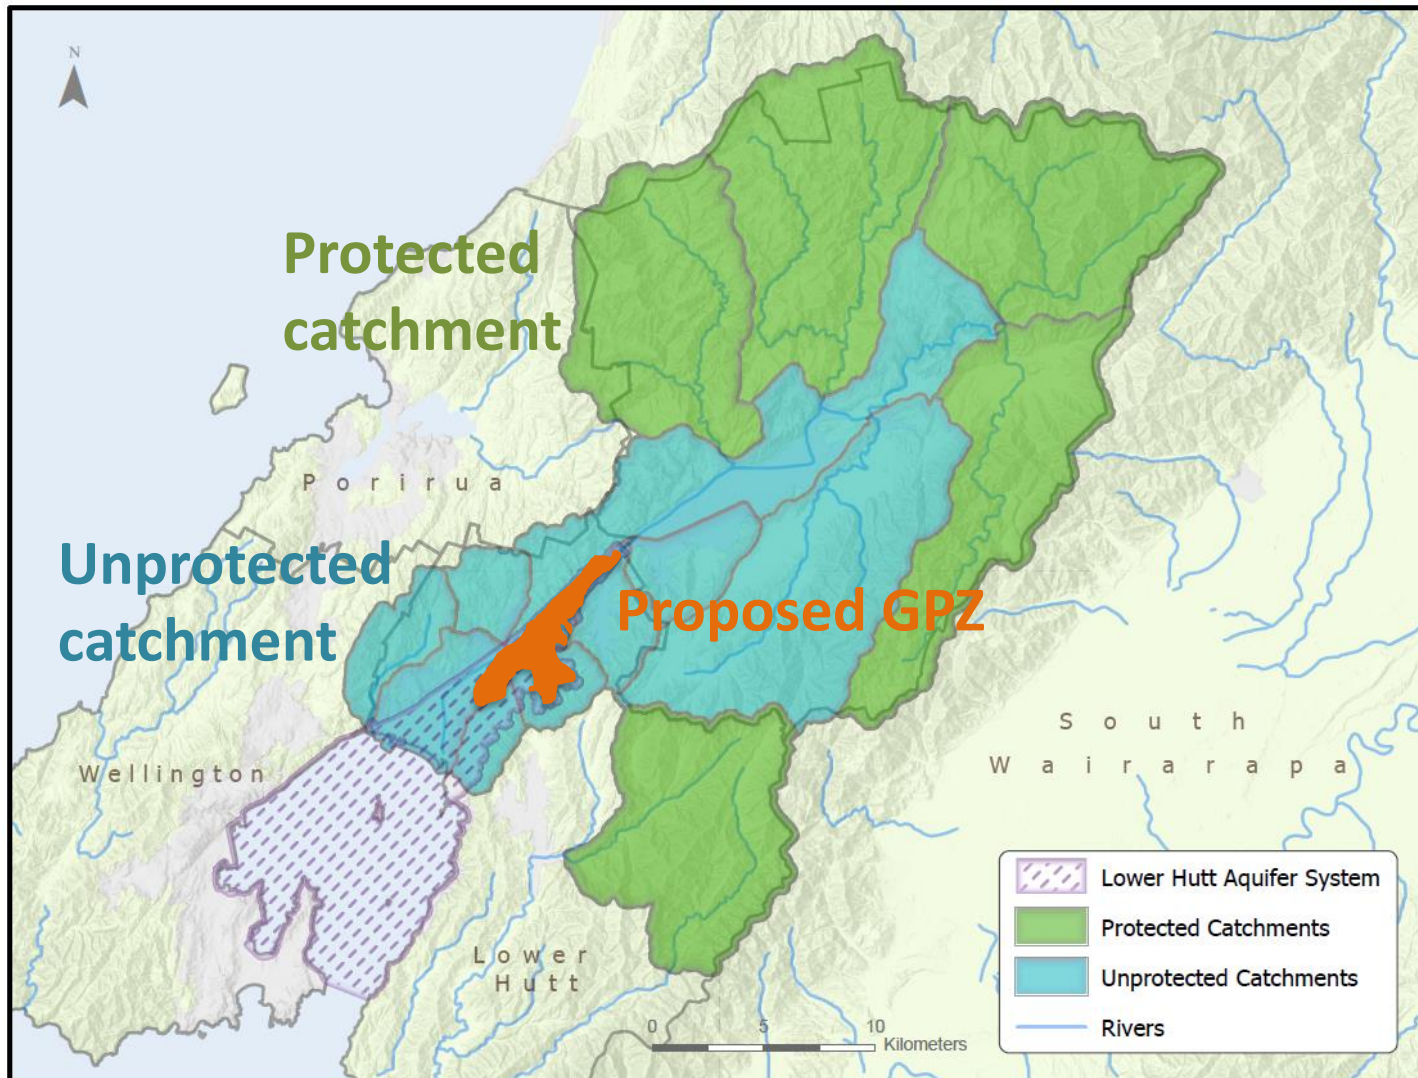 N
Protected
catchment
Porirua
Unprotected
catchment
Proposed GPZ
South
Wairarapa
Wellington
Lower
Hutt
0 5 10
Kilometers
Lower Hutt Aquifer System
Protected Catchments
Unprotected Catchments
Rivers